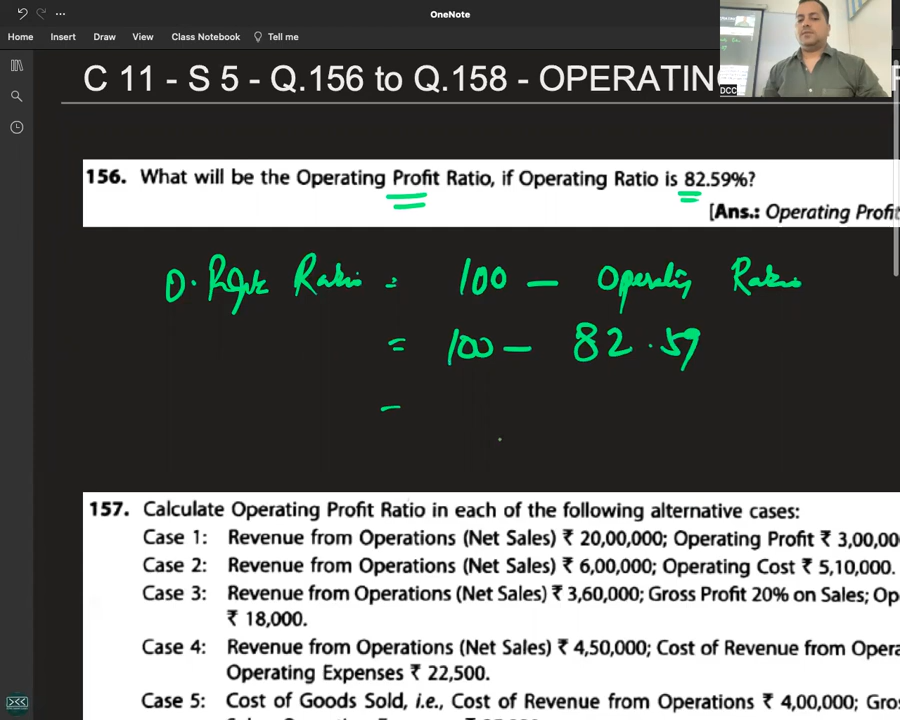 OneNote
Home Insert Draw View Class Notebook Tell me
C 11 - S 5 - Q.156 to Q.158 - OPERATIN
DCC
156. What will be the Operating Profit Ratio, if Operating Ratio is 82.59%?
[Ans.: Operating Profit
O. Profit Ratio = 100 - Operating Ratio
= 100 - 82.59
=
157. Calculate Operating Profit Ratio in each of the following alternative cases:
Case 1: Revenue from Operations (Net Sales) ₹ 20,00,000; Operating Profit ₹ 3,00,00
Case 2: Revenue from Operations (Net Sales) ₹ 6,00,000; Operating Cost ₹ 5,10,000.
Case 3: Revenue from Operations (Net Sales) ₹ 3,60,000; Gross Profit 20% on Sales; Op
₹ 18,000.
Case 4: Revenue from Operations (Net Sales) ₹ 4,50,000; Cost of Revenue from Opera
Operating Expenses ₹ 22,500.
Case 5: Cost of Goods Sold, i.e., Cost of Revenue from Operations ₹ 4,00,000; Gro